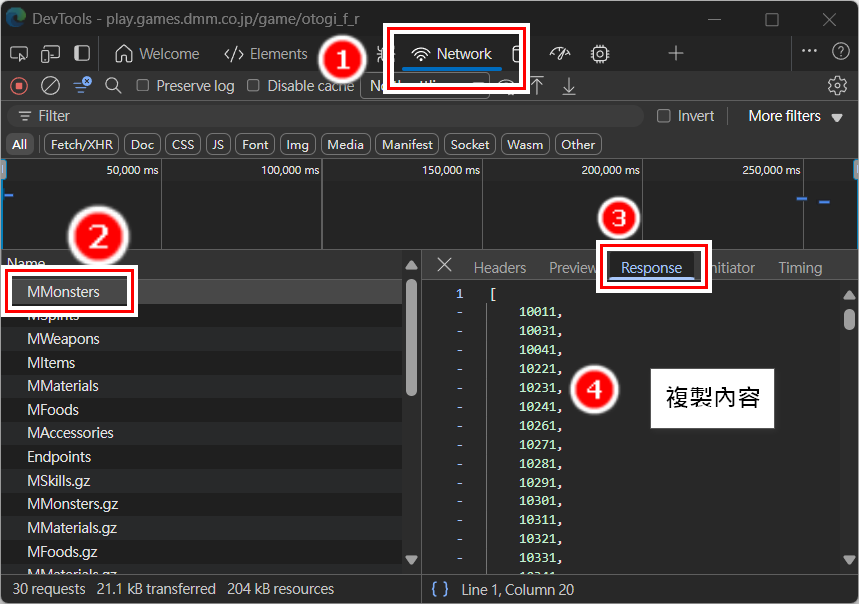 DevTools - play.games.dmm.co.jp/game/otogi_f_r
Welcome
</> Elements
1
Network
Preserve log
Disable cache
Filter
Invert
More filters
All
Fetch/XHR
Doc
CSS
JS
Font
Img
Media
Manifest
Socket
Wasm
Other
50,000 ms
100,000 ms
150,000 ms
200,000 ms
250,000 ms
2
3
Name
Headers
Preview
Response
Initiator
Timing
MMonsters
MSpirits
MWeapons
MItems
MMaterials
MFoods
MAccessories
Endpoints
MSkills.gz
MMonsters.gz
MMaterials.gz
MFoods.gz
1 [
- 10011,
- 10031,
- 10041,
- 10221,
- 10231,
- 10241,
- 10261,
- 10271,
- 10281,
- 10291,
- 10301,
- 10311,
- 10321,
- 10331,
4
複製內容
30 requests 21.1 kB transferred 204 kB resources
{ } Line 1, Column 20